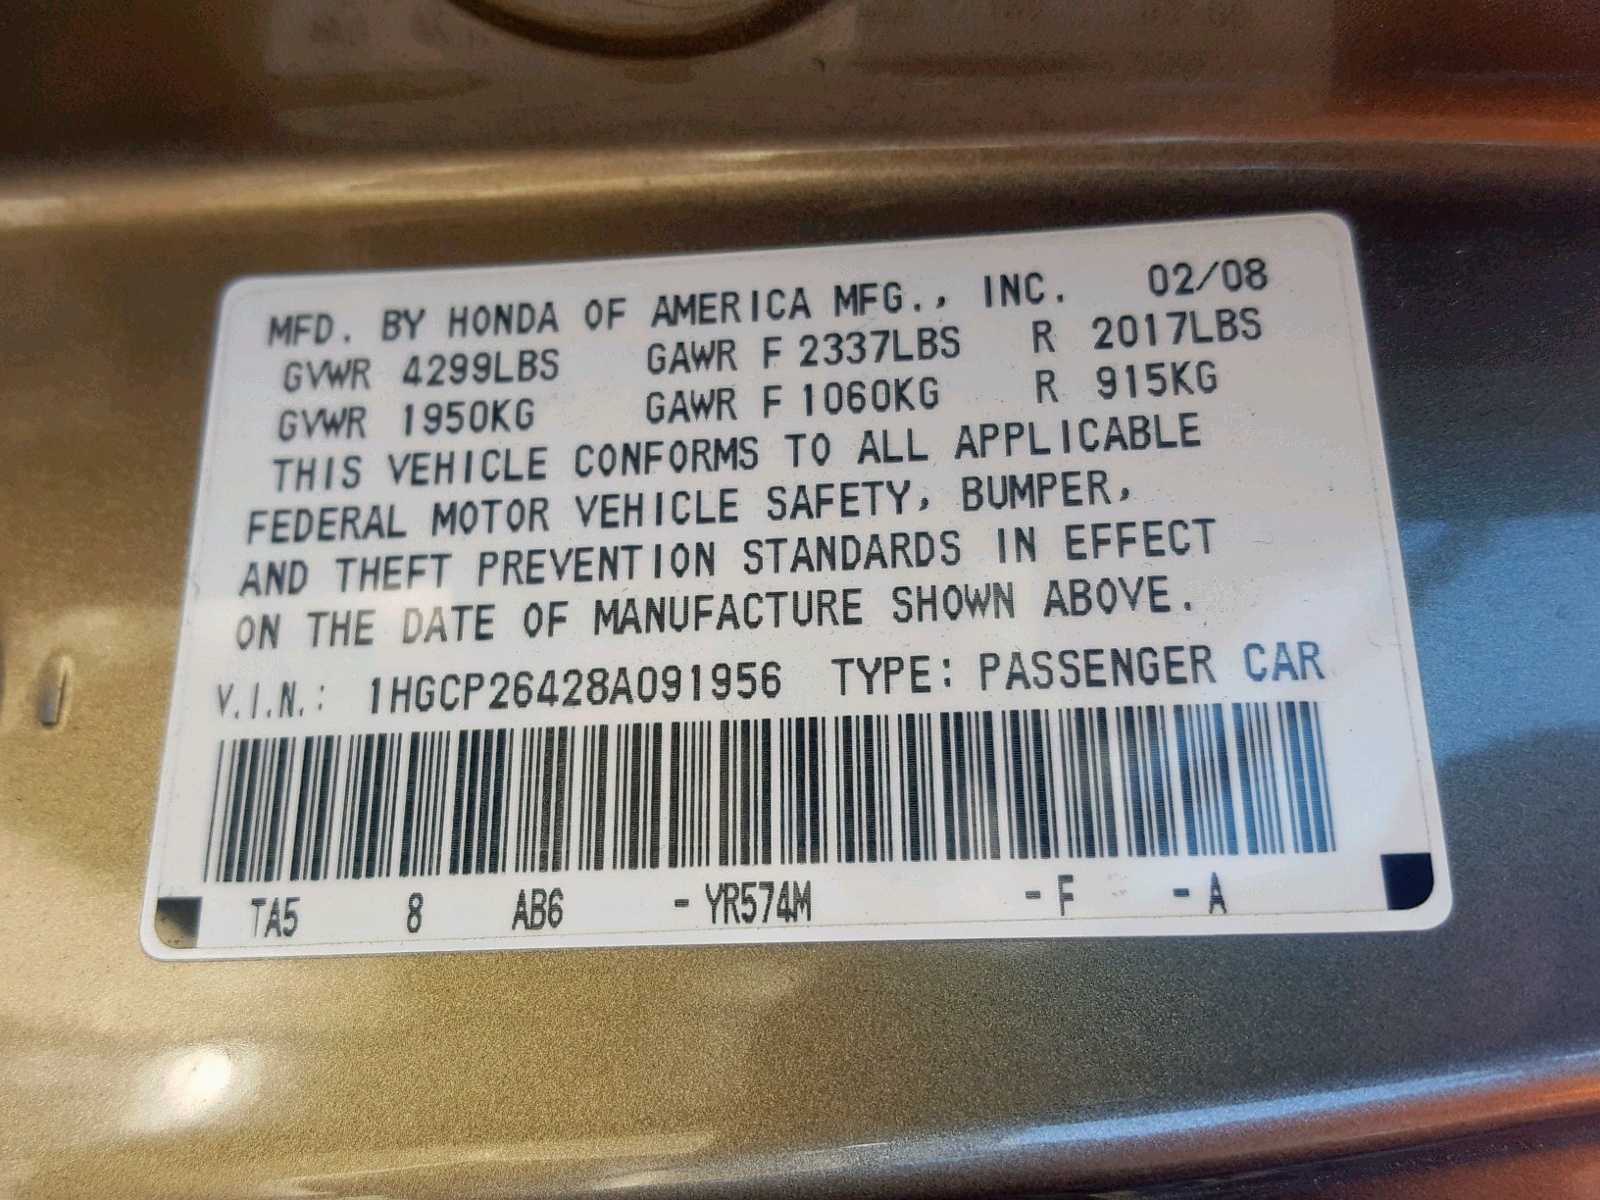 MFD. BY HONDA OF AMERICA MFG., INC. 02/08
GVWR 4299LBS GAWR F 2337LBS R 2017LBS
GVWR 1950KG GAWR F 1060KG R 915KG
THIS VEHICLE CONFORMS TO ALL APPLICABLE
FEDERAL MOTOR VEHICLE SAFETY, BUMPER,
AND THEFT PREVENTION STANDARDS IN EFFECT
ON THE DATE OF MANUFACTURE SHOWN ABOVE.
V.I.N.: 1HGCP26428A091956 TYPE: PASSENGER CAR
TA5 8 AB6 - YR574M - F - A